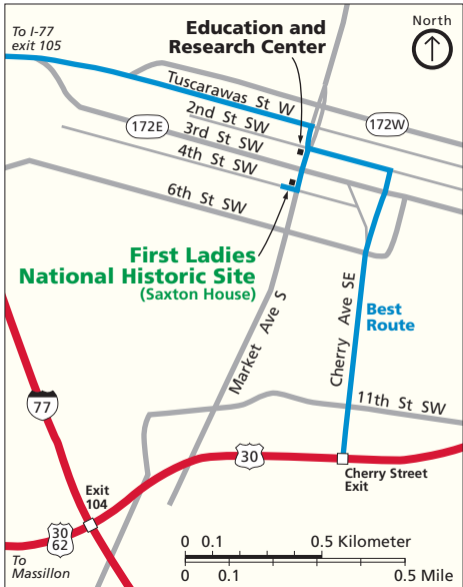 To I-77
exit 105
Education and
Research Center
North
Tuscarawas St W
2nd St SW
172E
172W
3rd St SW
4th St SW
6th St SW
First Ladies
National Historic Site
(Saxton House)
Market Ave S
Cherry Ave SE
Best
Route
77
11th St SW
30
Cherry Street
Exit
Exit
104
30
62
To
Massillon
0 0.1 0.5 Kilometer
0 0.1 0.5 Mile